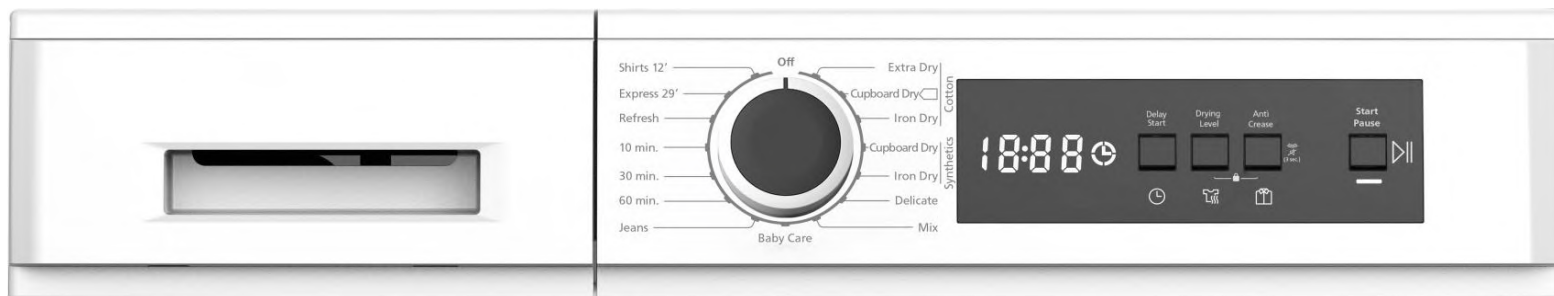 Off
Shirts 12'
Express 29'
Refresh
10 min.
30 min.
60 min.
Jeans
Baby Care
Extra Dry
Cupboard Dry
Iron Dry
Cotton
Cupboard Dry
Iron Dry
Synthetics
Delicate
Mix
18:88
Delay
Start
Drying
Level
Anti
Crease
(3 sec.)
Start
Pause